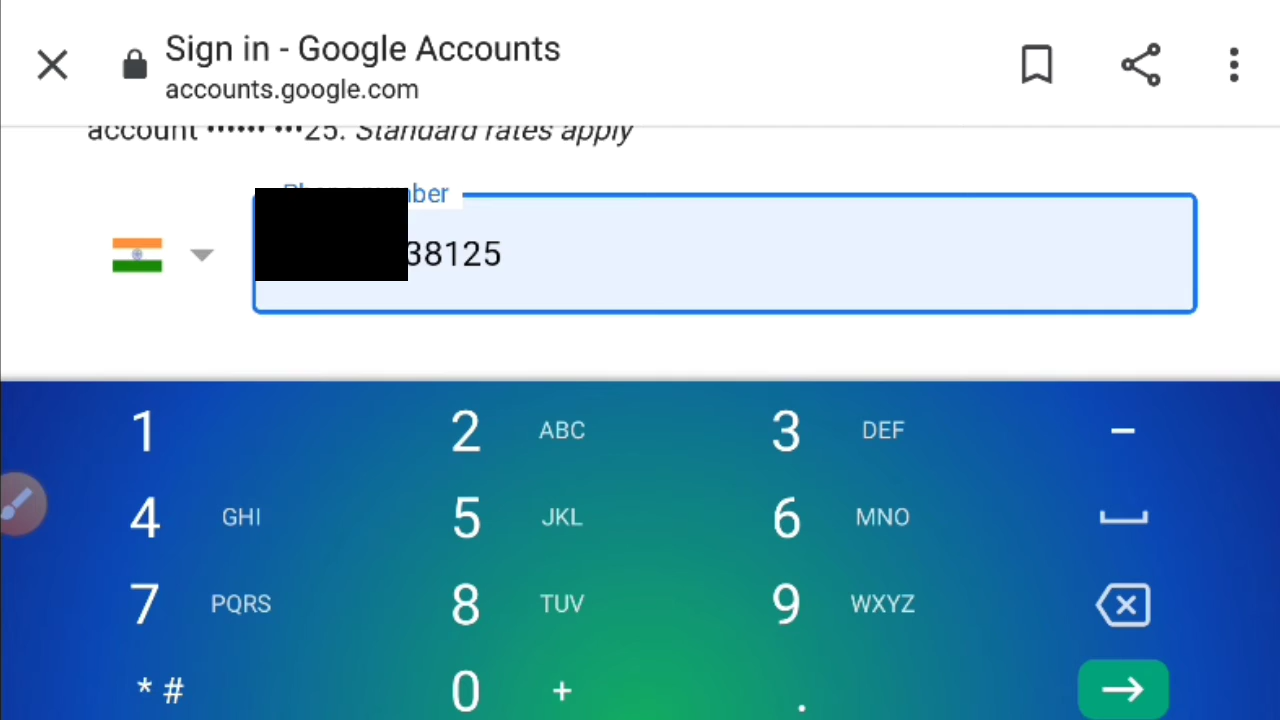 Sign in - Google Accounts
accounts.google.com
account •••••• •••25. Standard rates apply
38125
1 2 ABC 3 DEF -
4 GHI 5 JKL 6 MNO
7 PQRS 8 TUV 9 WXYZ
* # 0 + .